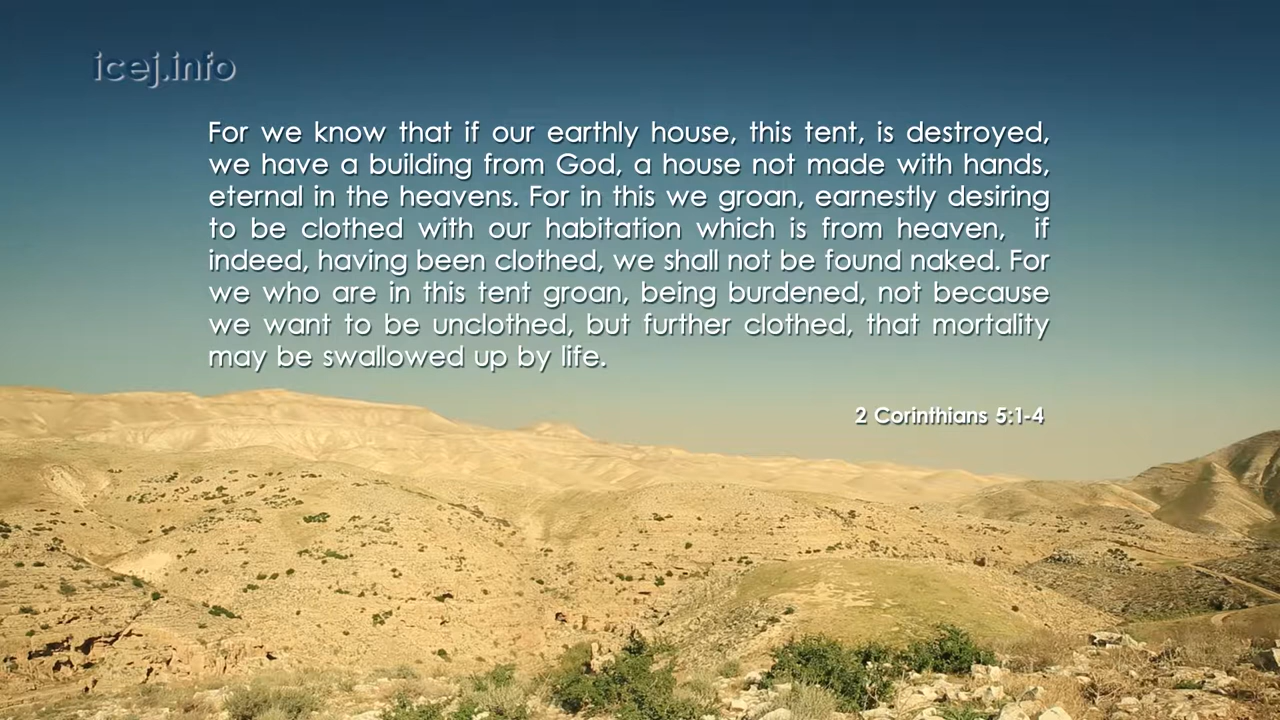 icej.info
For we know that if our earthly house, this tent, is destroyed,
we have a building from God, a house not made with hands,
eternal in the heavens. For in this we groan, earnestly desiring
to be clothed with our habitation which is from heaven, if
indeed, having been clothed, we shall not be found naked. For
we who are in this tent groan, being burdened, not because
we want to be unclothed, but further clothed, that mortality
may be swallowed up by life.
2 Corinthians 5:1-4